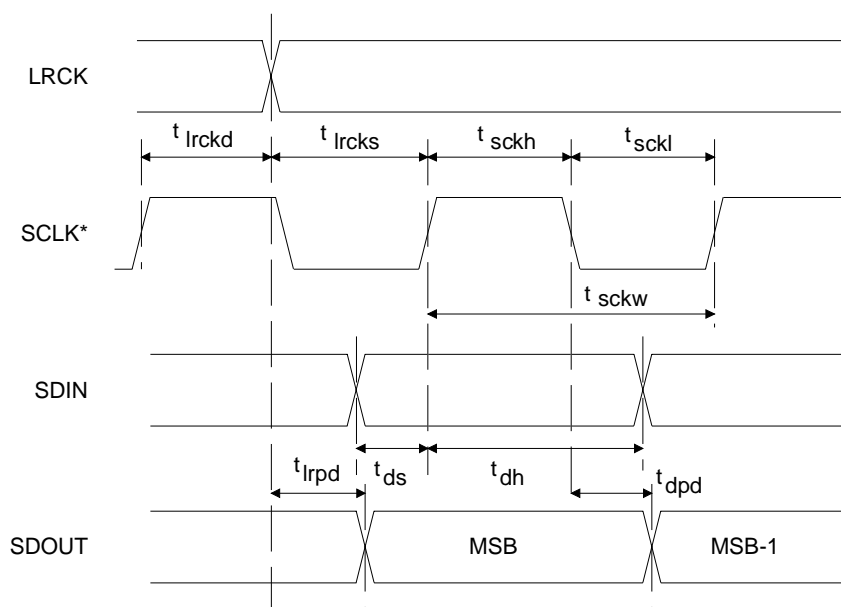 LRCK
t lrckd
t lrcks
t sckh
t sckl
SCLK*
t sckw
SDIN
t lrpd
t ds
t dh
t dpd
SDOUT
MSB
MSB-1